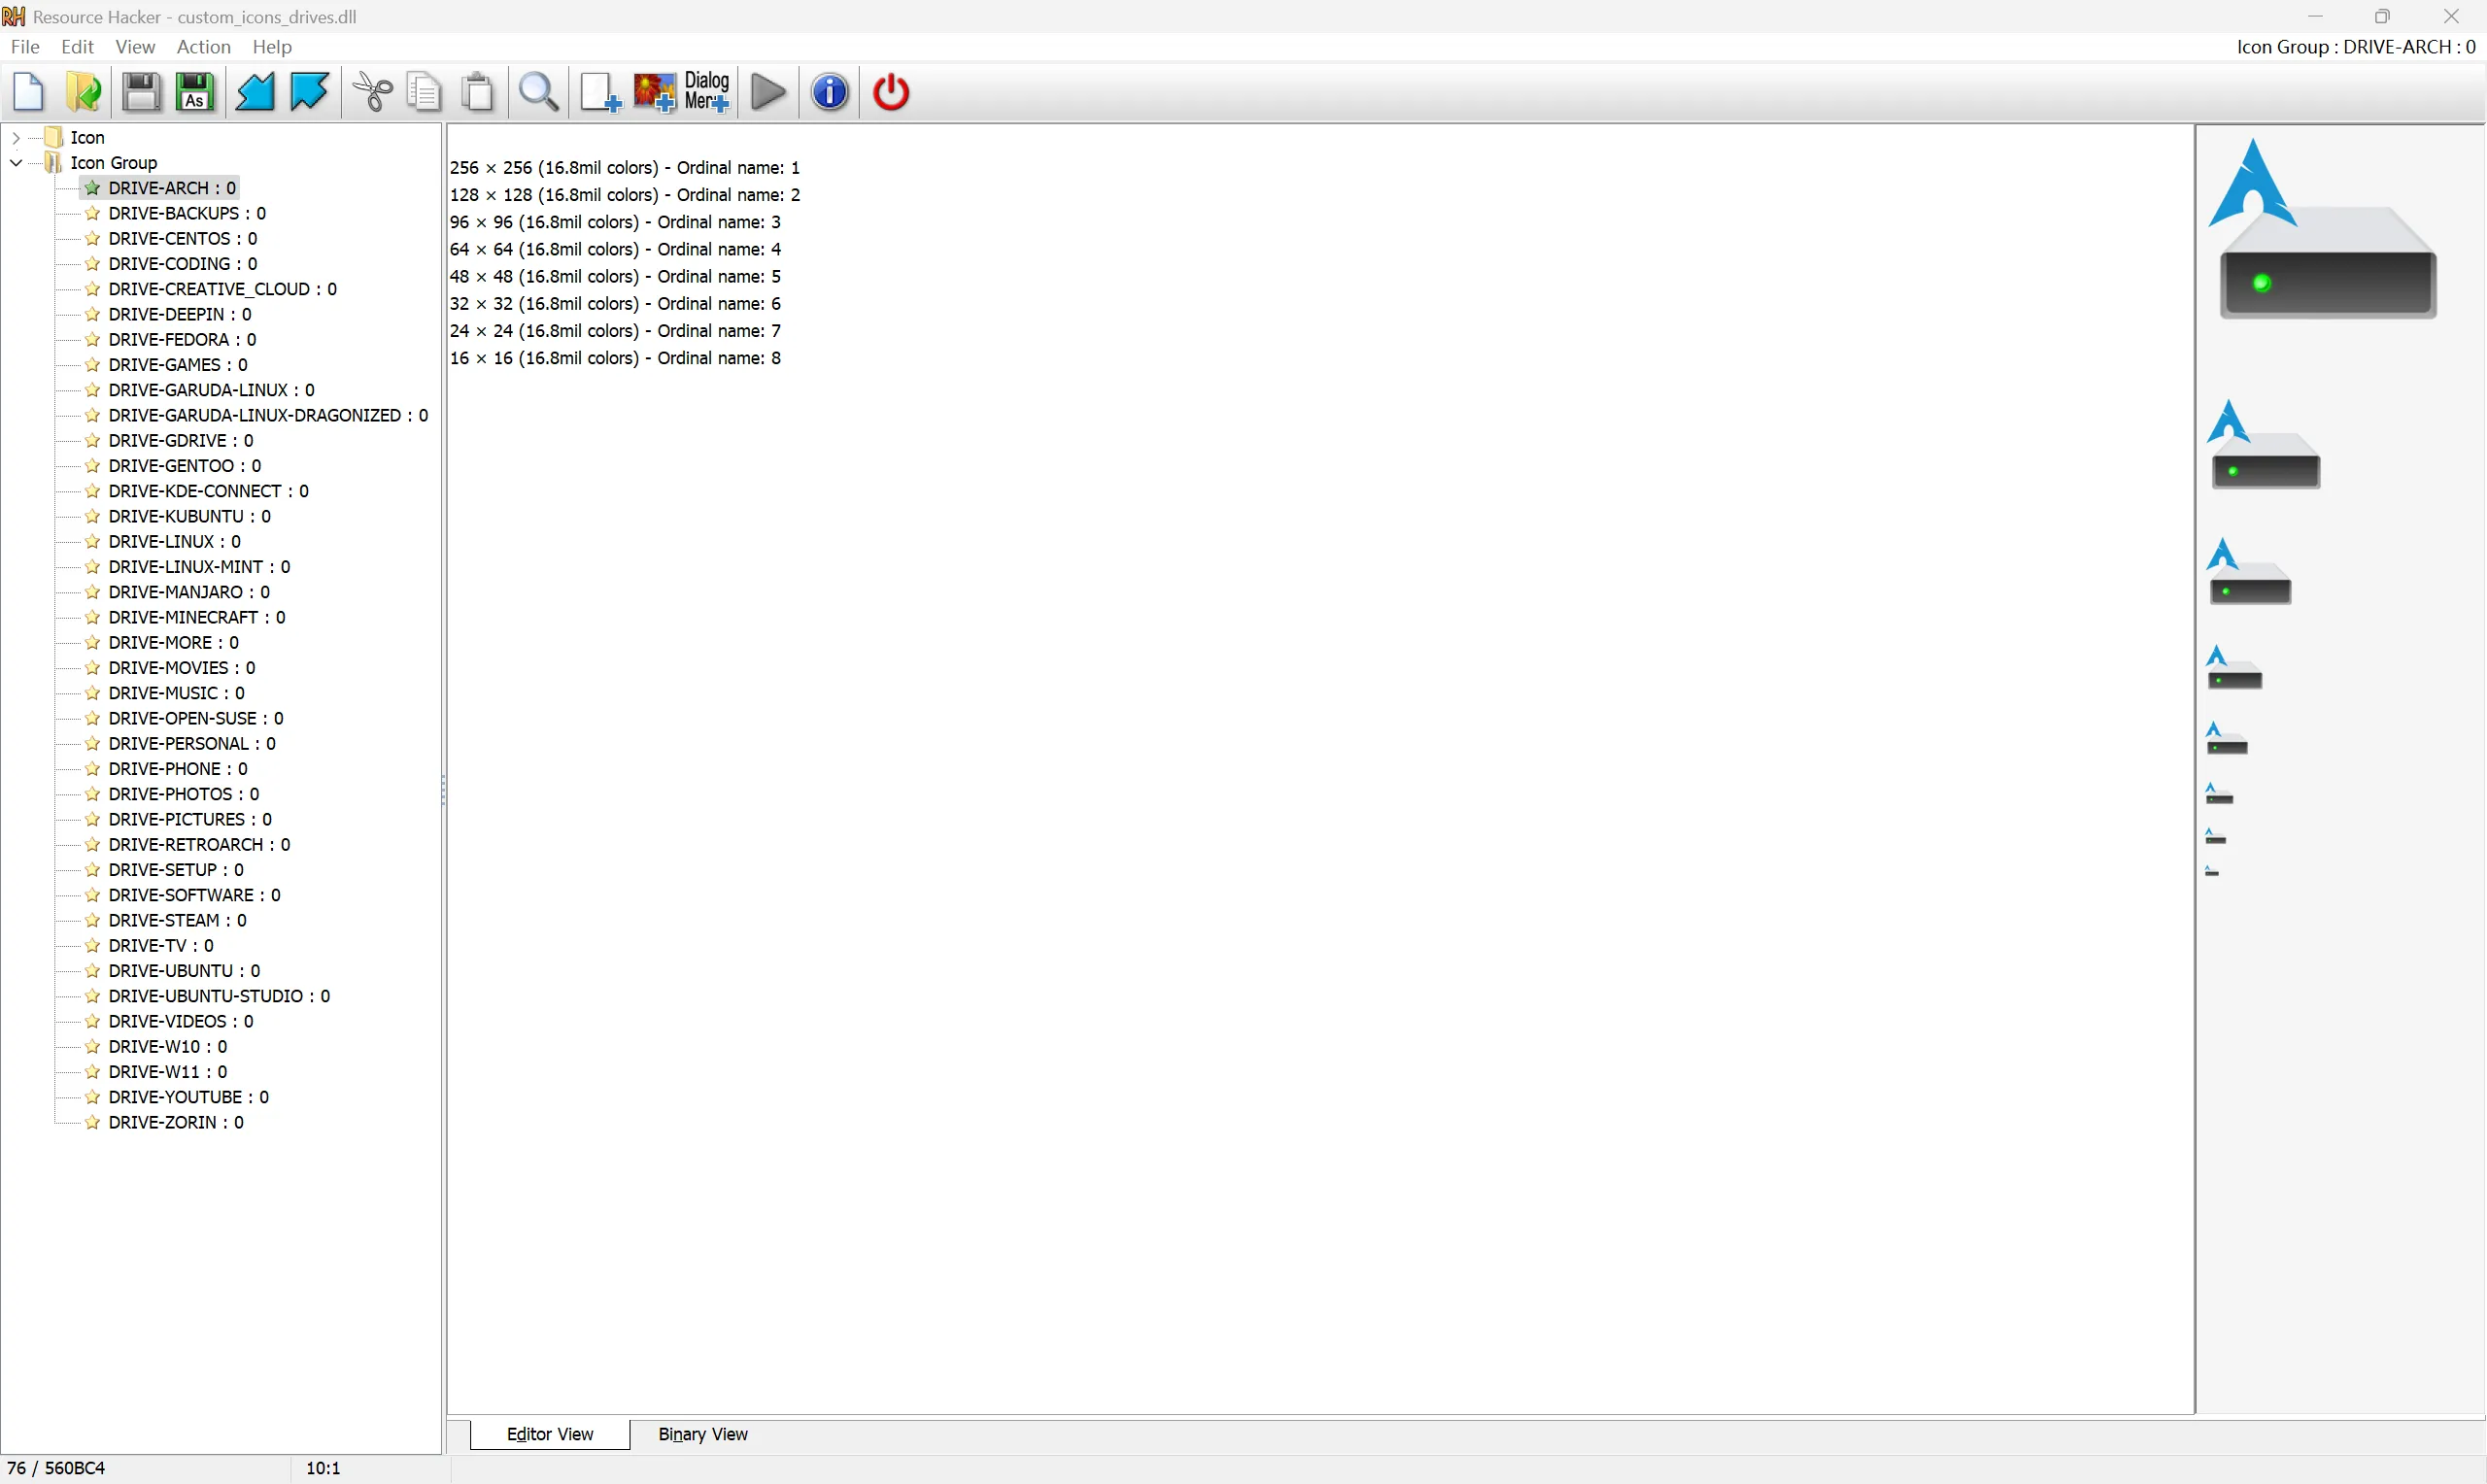 RH Resource Hacker - custom_icons_drives.dll
File Edit View Action Help
Icon Group : DRIVE-ARCH : 0
As
Dialog
Menu
Icon
Icon Group
DRIVE-ARCH : 0
DRIVE-BACKUPS : 0
DRIVE-CENTOS : 0
DRIVE-CODING : 0
DRIVE-CREATIVE_CLOUD : 0
DRIVE-DEEPIN : 0
DRIVE-FEDORA : 0
DRIVE-GAMES : 0
DRIVE-GARUDA-LINUX : 0
DRIVE-GARUDA-LINUX-DRAGONIZED : 0
DRIVE-GDRIVE : 0
DRIVE-GENTOO : 0
DRIVE-KDE-CONNECT : 0
DRIVE-KUBUNTU : 0
DRIVE-LINUX : 0
DRIVE-LINUX-MINT : 0
DRIVE-MANJARO : 0
DRIVE-MINECRAFT : 0
DRIVE-MORE : 0
DRIVE-MOVIES : 0
DRIVE-MUSIC : 0
DRIVE-OPEN-SUSE : 0
DRIVE-PERSONAL : 0
DRIVE-PHONE : 0
DRIVE-PHOTOS : 0
DRIVE-PICTURES : 0
DRIVE-RETROARCH : 0
DRIVE-SETUP : 0
DRIVE-SOFTWARE : 0
DRIVE-STEAM : 0
DRIVE-TV : 0
DRIVE-UBUNTU : 0
DRIVE-UBUNTU-STUDIO : 0
DRIVE-VIDEOS : 0
DRIVE-W10 : 0
DRIVE-W11 : 0
DRIVE-YOUTUBE : 0
DRIVE-ZORIN : 0
256 × 256 (16.8mil colors) - Ordinal name: 1
128 × 128 (16.8mil colors) - Ordinal name: 2
96 × 96 (16.8mil colors) - Ordinal name: 3
64 × 64 (16.8mil colors) - Ordinal name: 4
48 × 48 (16.8mil colors) - Ordinal name: 5
32 × 32 (16.8mil colors) - Ordinal name: 6
24 × 24 (16.8mil colors) - Ordinal name: 7
16 × 16 (16.8mil colors) - Ordinal name: 8
Editor View Binary View
76 / 560BC4 10:1